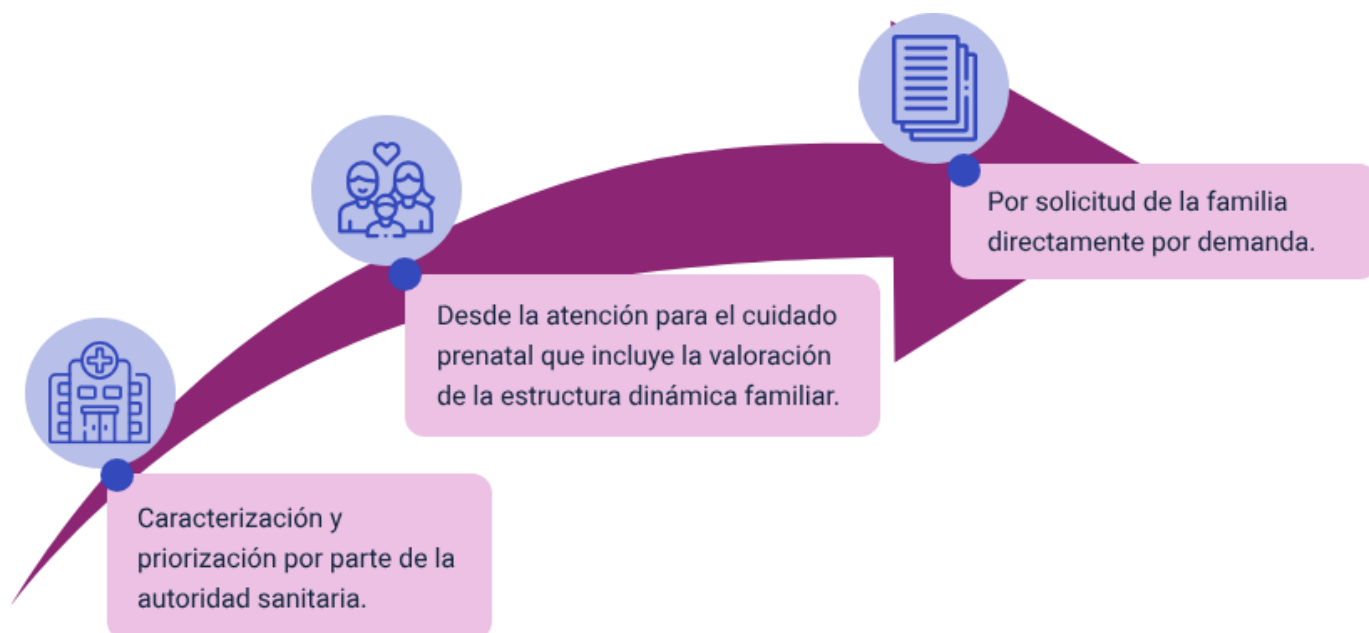 Caracterización y
priorización por parte de la
autoridad sanitaria.
Desde la atención para el cuidado
prenatal que incluye la valoración
de la estructura dinámica familiar.
Por solicitud de la familia
directamente por demanda.